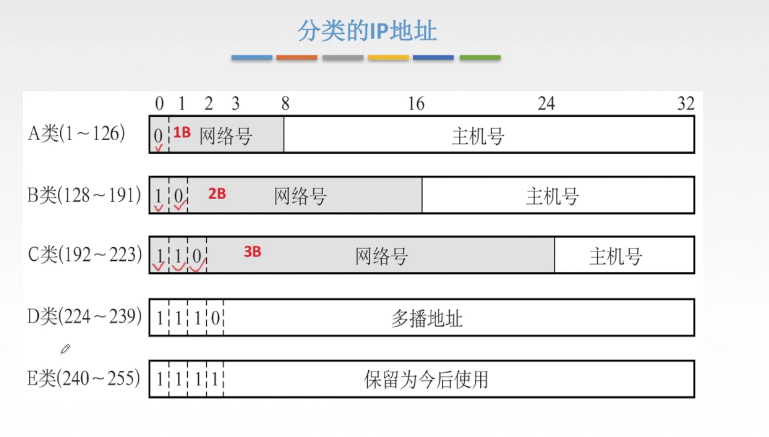 分类的IP地址
0 1 2 3 8 16 24 32
A类(1～126) 0 1B 网络号 主机号
B类(128～191) 1 0 2B 网络号 主机号
C类(192～223) 1 1 0 3B 网络号 主机号
D类(224～239) 1 1 1 0 多播地址
E类(240～255) 1 1 1 1 保留为今后使用